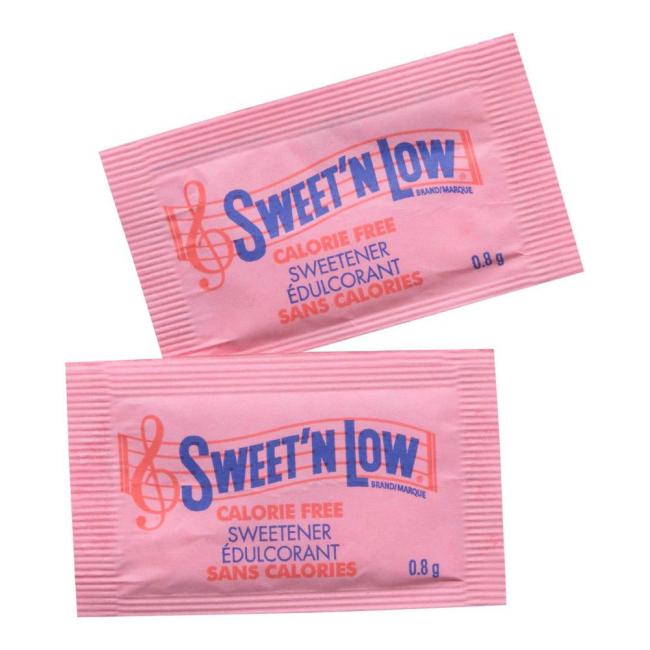 SWEET'N LOW®
BRAND/MARQUE
CALORIE FREE
SWEETENER
ÉDULCORANT
SANS CALORIES
0.8 g
SWEET'N LOW®
BRAND/MARQUE
CALORIE FREE
SWEETENER
ÉDULCORANT
SANS CALORIES
0.8 g